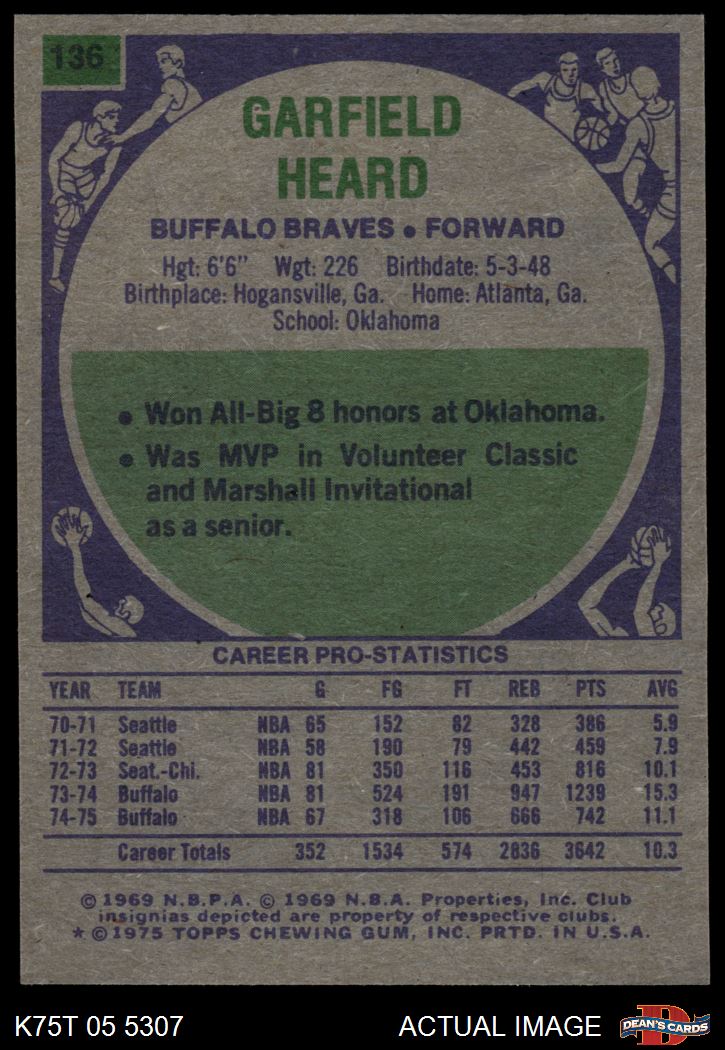 136
GARFIELD
HEARD
BUFFALO BRAVES • FORWARD
Hgt: 6'6" Wgt: 226 Birthdate: 5-3-48
Birthplace: Hogansville, Ga. Home: Atlanta, Ga.
School: Oklahoma
• Won All-Big 8 honors at Oklahoma.
• Was MVP in Volunteer Classic
and Marshall Invitational
as a senior.
CAREER PRO-STATISTICS
YEAR TEAM G FG FT REB PTS AVG
70-71 Seattle NBA 65 152 82 328 386 5.9
71-72 Seattle NBA 58 190 79 442 459 7.9
72-73 Seat.-Chi. NBA 81 350 116 453 816 10.1
73-74 Buffalo NBA 81 524 191 947 1239 15.3
74-75 Buffalo NBA 67 318 106 666 742 11.1
Career Totals 352 1534 574 2836 3642 10.3
© 1969 N.B.P.A. © 1969 N.B.A. Properties, Inc. Club
insignias depicted are property of respective clubs.
* © 1975 TOPPS CHEWING GUM, INC. PRTD. IN U.S.A.
K75T 05 5307 ACTUAL IMAGE
D
DEAN'S CARDS